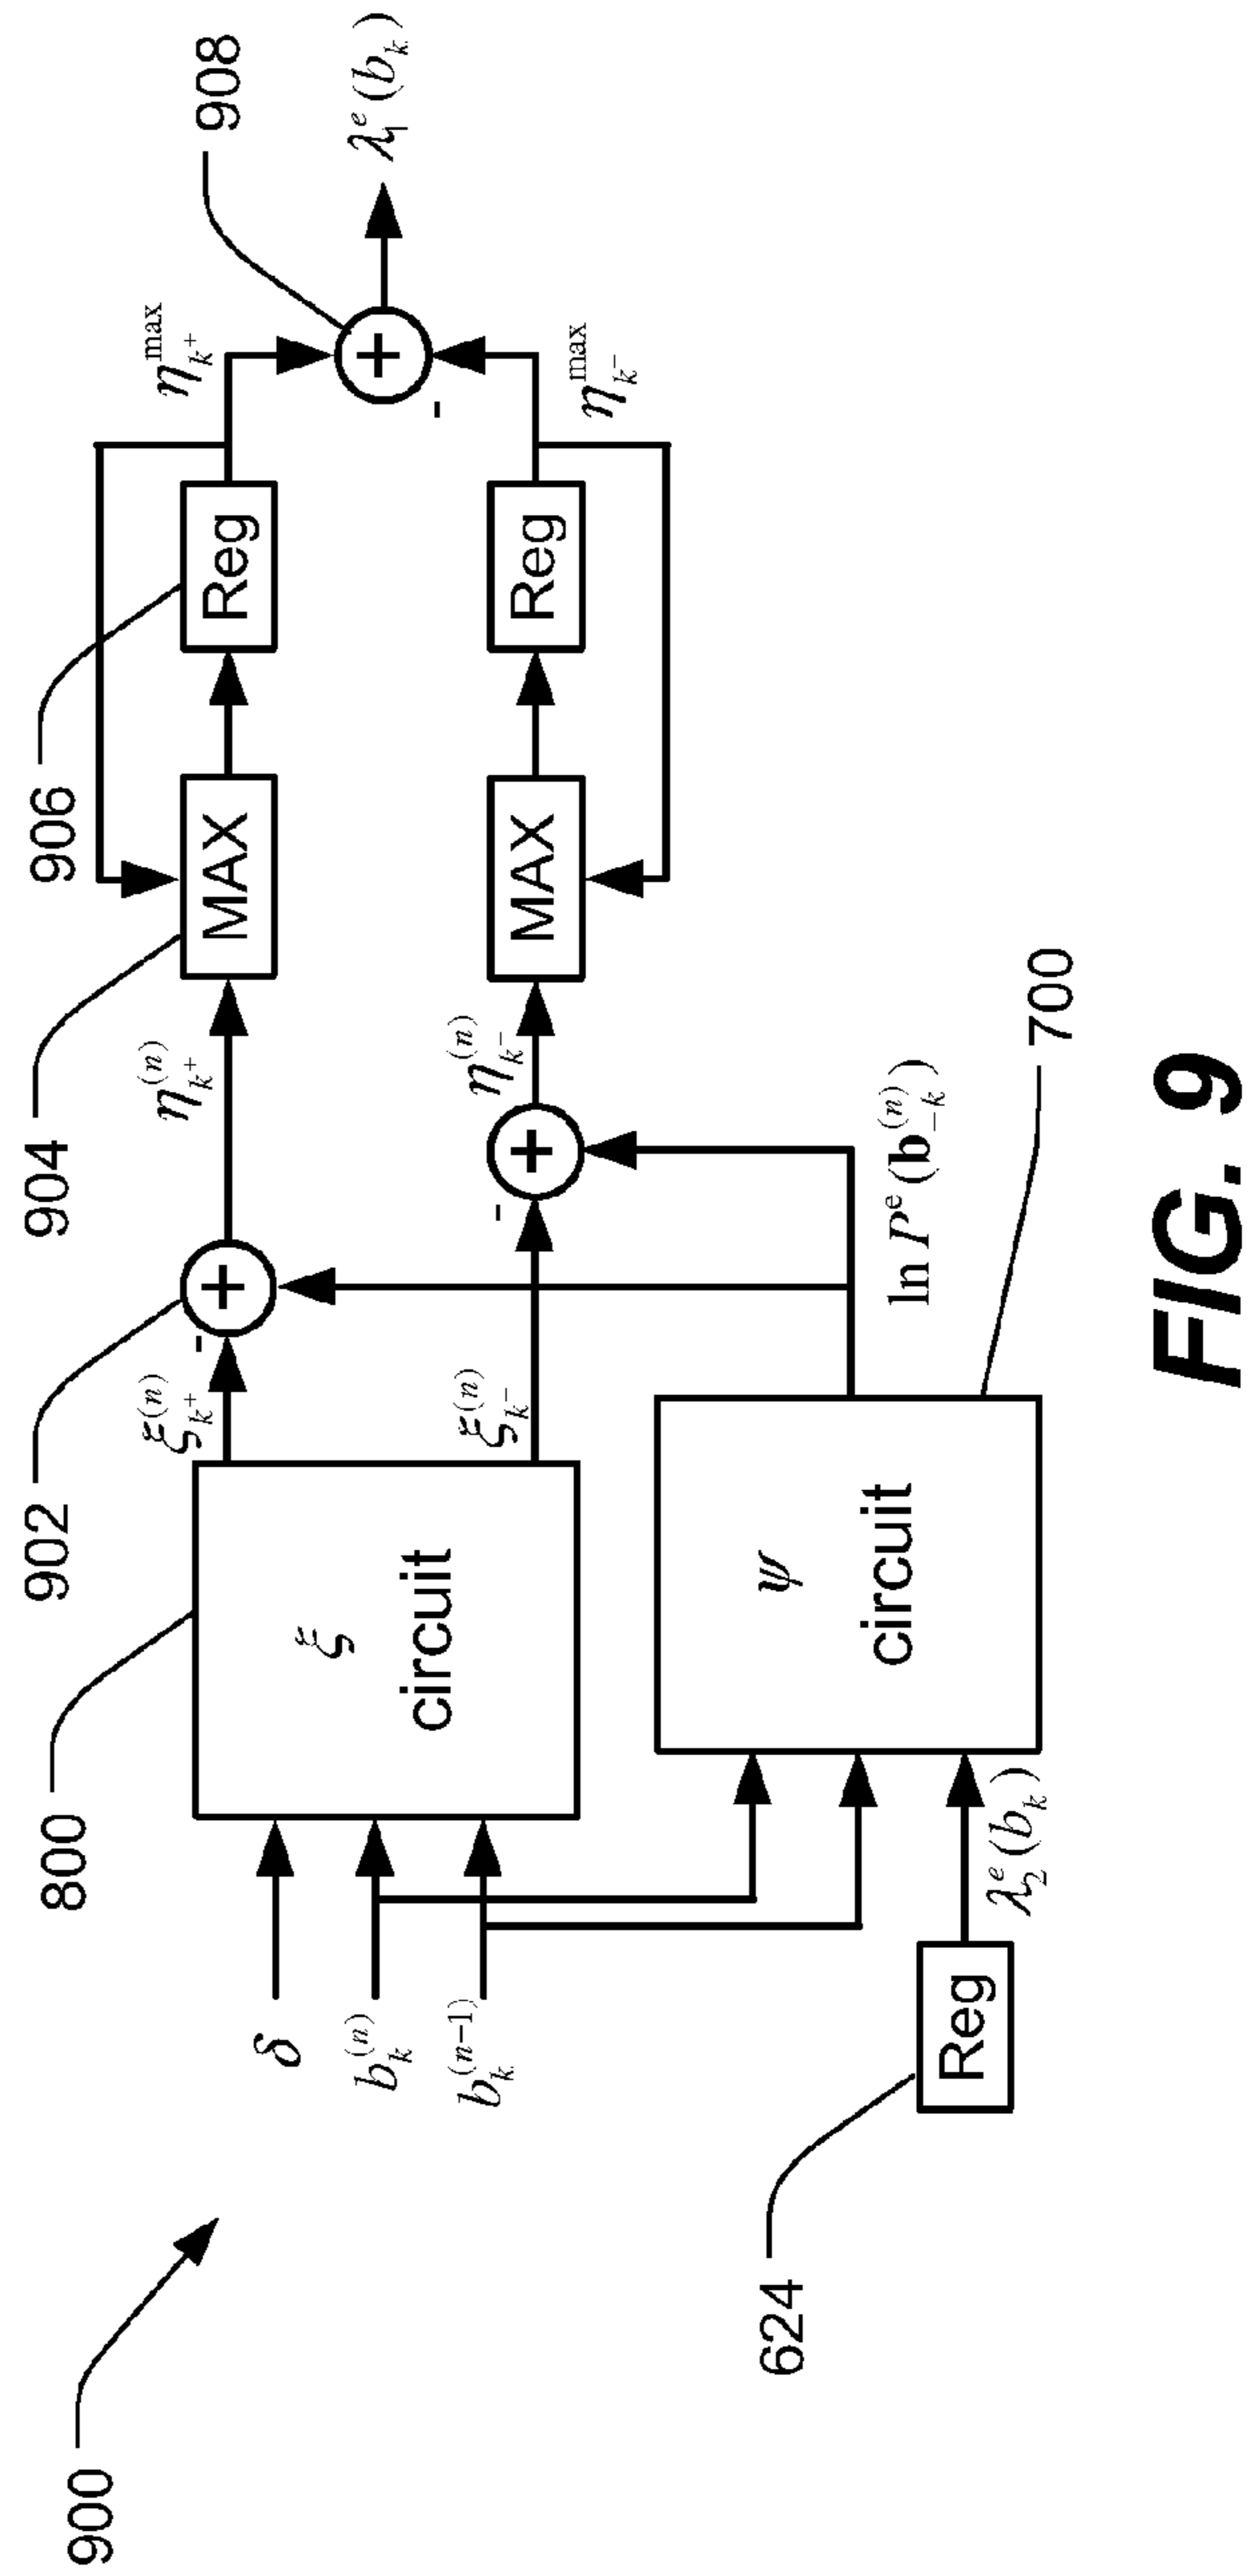 900
800
902
904
906
908
δ
b_k^(n)
b_k^(n−1)
ξ
circuit
ξ_{k^+}^(n)
ξ_{k^-}^(n)
-
+
-
+
η_{k^+}^(n)
η_{k^-}^(n)
MAX
Reg
MAX
Reg
η_{k^+}^max
η_{k^-}^max
+
-
λ_1^e(b_k)
624
Reg
λ_2^e(b_k)
ψ
circuit
ln P^e(b_{−k}^(n))
700
FIG. 9